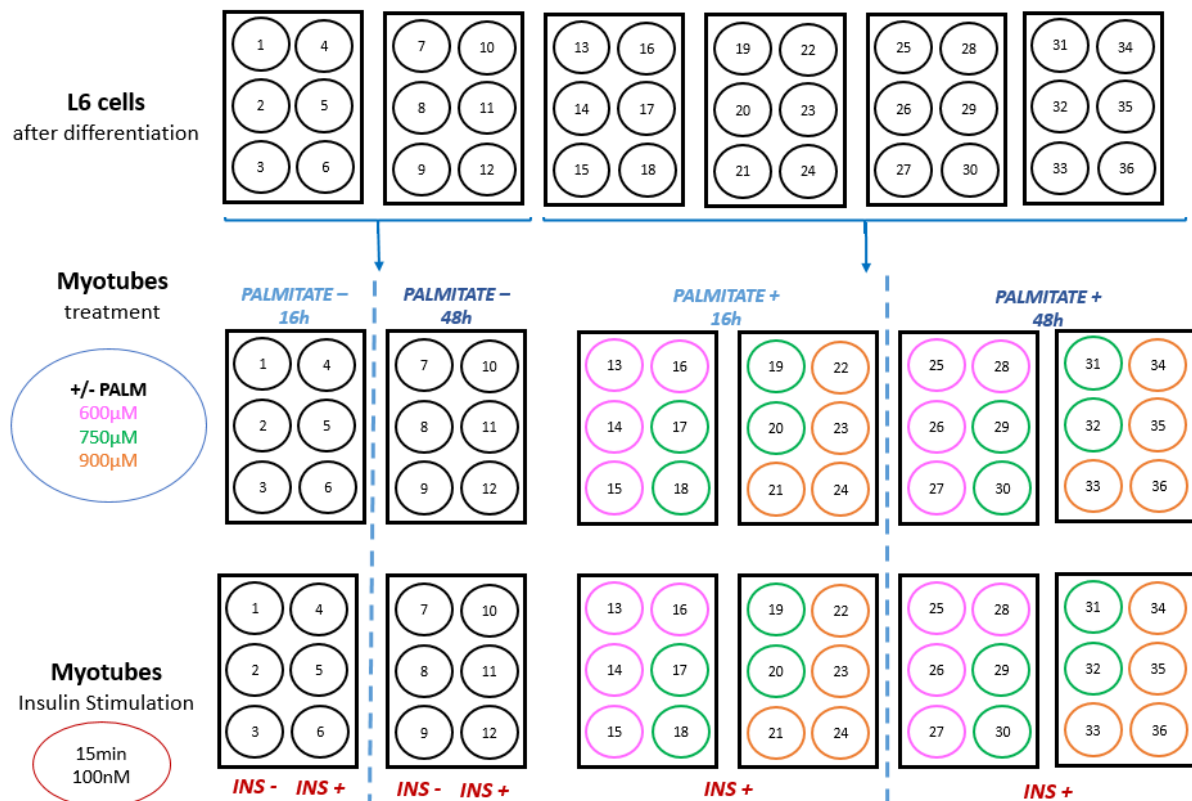 1 4 7 10 13 16 19 22 25 28 31 34
L6 cells
after differentiation
2 5 8 11 14 17 20 23 26 29 32 35
3 6 9 12 15 18 21 24 27 30 33 36
Myotubes
treatment
PALMITATE –
16h
PALMITATE –
48h
PALMITATE +
16h
PALMITATE +
48h
+/- PALM
600µM
750µM
900µM
1 4 7 10 13 16 19 22 25 28 31 34
2 5 8 11 14 17 20 23 26 29 32 35
3 6 9 12 15 18 21 24 27 30 33 36
Myotubes
Insulin Stimulation
15min
100nM
1 4 7 10 13 16 19 22 25 28 31 34
2 5 8 11 14 17 20 23 26 29 32 35
3 6 9 12 15 18 21 24 27 30 33 36
INS - INS + INS - INS + INS + INS +